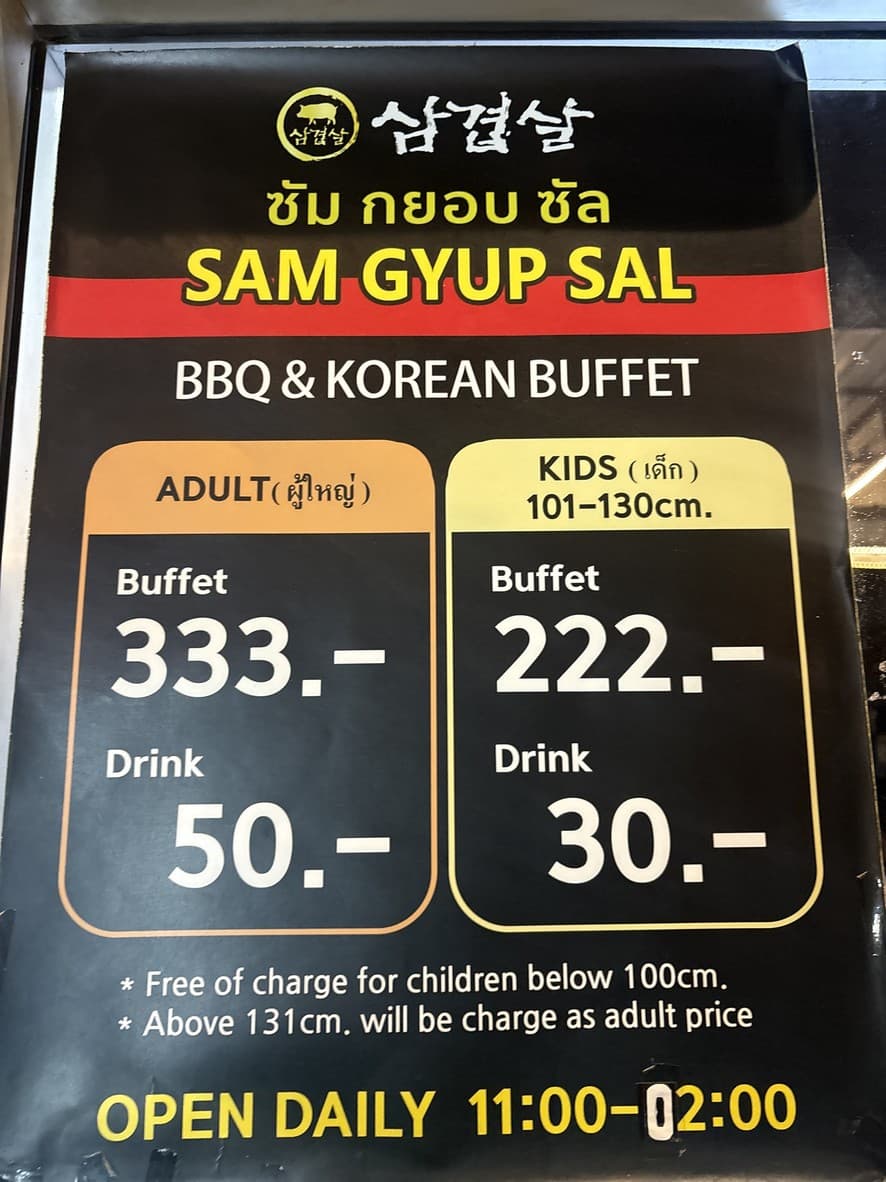 삼겹살 삼겹살
ซัม กยอบ ซัล
SAM GYUP SAL
BBQ & KOREAN BUFFET
ADULT( ผู้ใหญ่ )
Buffet
333.-
Drink
50.-
KIDS ( เด็ก )
101-130cm.
Buffet
222.-
Drink
30.-
* Free of charge for children below 100cm.
* Above 131cm. will be charge as adult price
OPEN DAILY 11:00-02:00